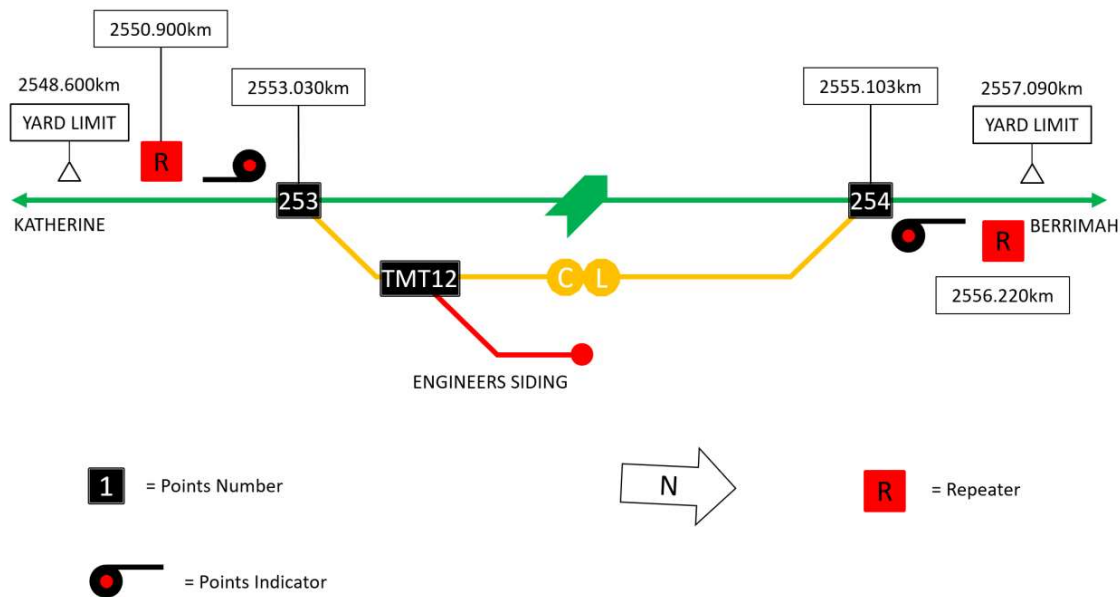 2550.900km
2548.600km
YARD LIMIT
R
2553.030km
2555.103km
2557.090km
YARD LIMIT
253
254
KATHERINE
BERRIMAH
R
2556.220km
TMT12
C L
ENGINEERS SIDING
1 = Points Number
N
R = Repeater
= Points Indicator